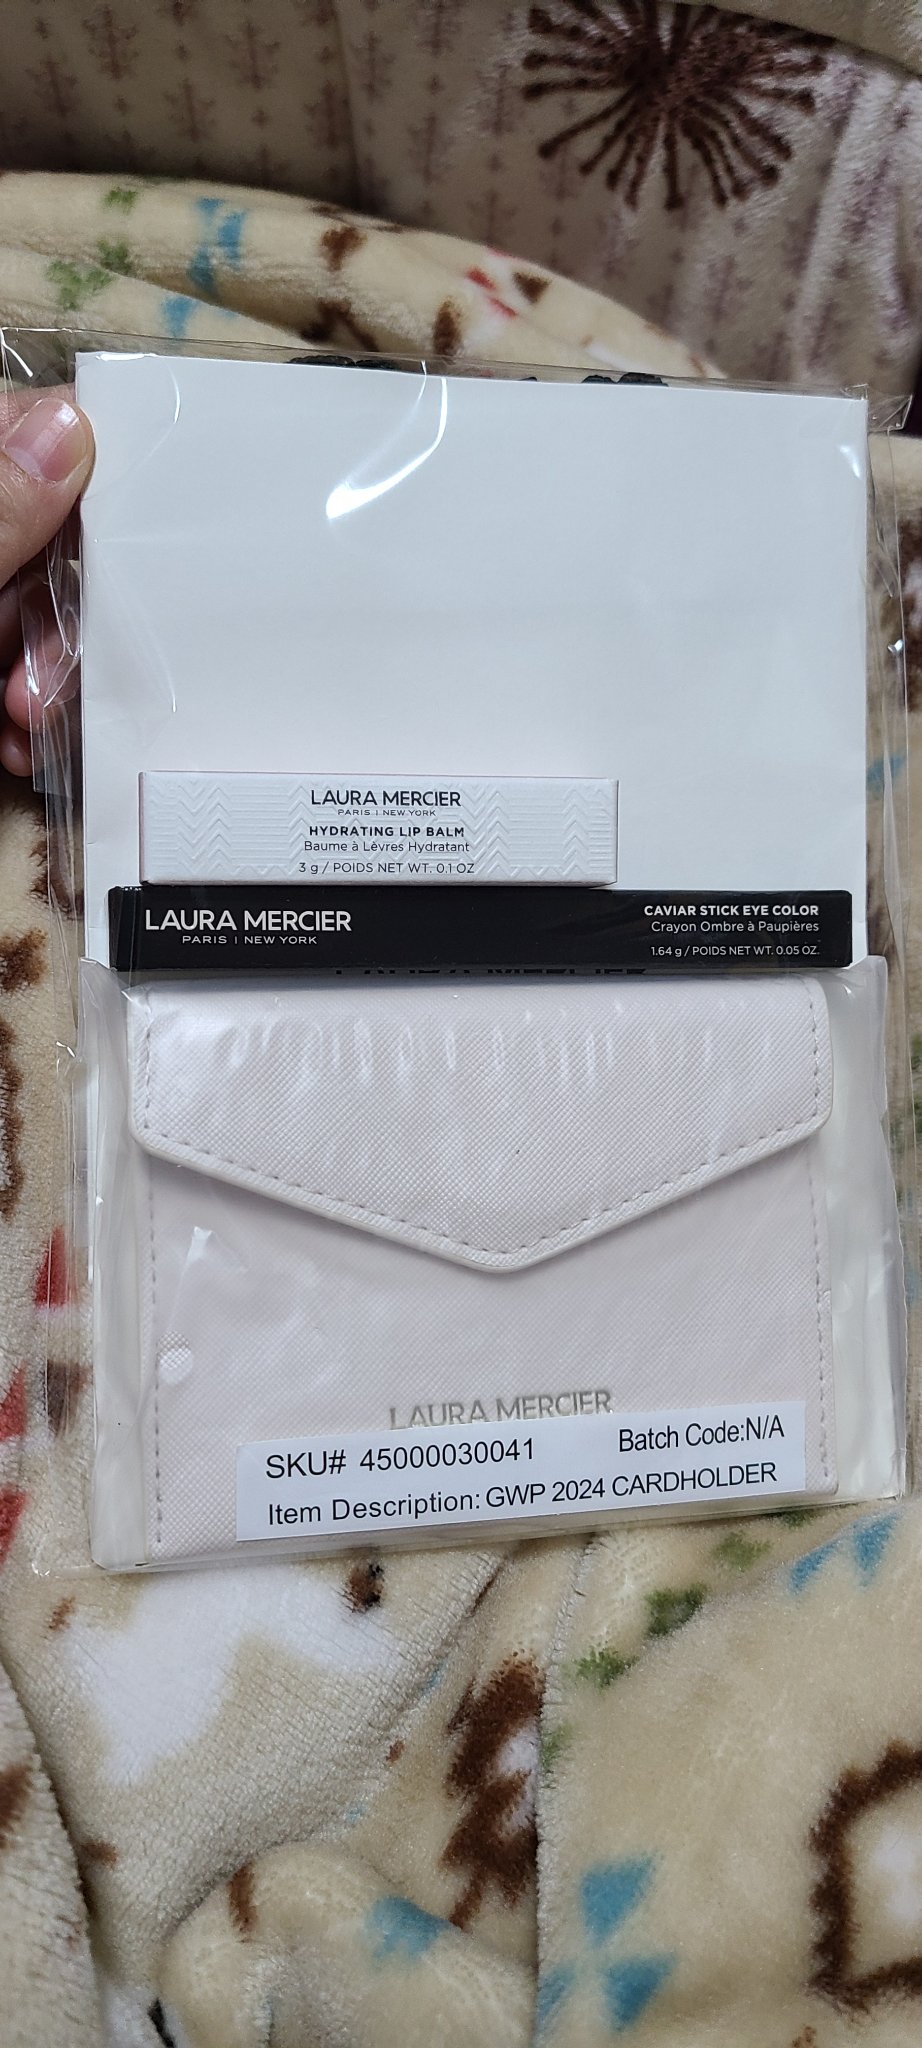 LAURA MERCIER
PARIS | NEW YORK
HYDRATING LIP BALM
Baume à Lèvres Hydratant
3 g / POIDS NET WT. 0.1 OZ
LAURA MERCIER
PARIS | NEW YORK
CAVIAR STICK EYE COLOR
Crayon Ombre à Paupières
1.64 g / POIDS NET WT. 0.05 OZ.
LAURA MERCIER
SKU# 45000030041
Batch Code:N/A
Item Description: GWP 2024 CARDHOLDER